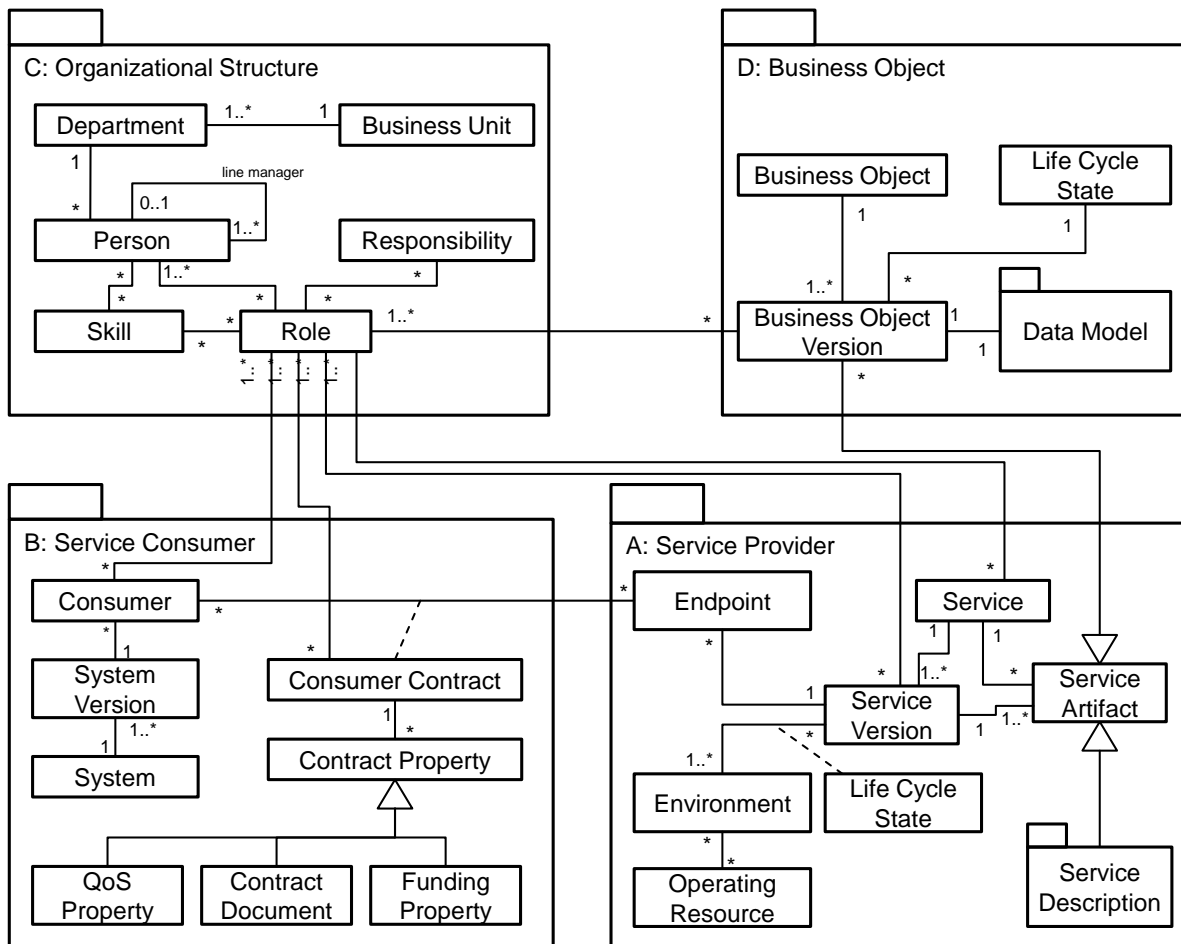 C: Organizational Structure
Department
1..*
1
Business Unit
1
line manager
*
0..1
Person
1..*
Responsibility
*
1..*
*
*
*
*
Skill
*
*
Role
1..*
1..*
1..*
1..*
1..*
D: Business Object
Business Object
Life Cycle
State
1
1
1..*
*
*
Business Object
Version
1
1
Data Model
*
B: Service Consumer
*
Consumer
*
*
1
System
Version
1..*
1
System
*
Consumer Contract
1
*
Contract Property
QoS
Property
Contract
Document
Funding
Property
A: Service Provider
*
Endpoint
*
*
Service
1
1
*
1..*
*
1
Service
Version
*
1
1..*
Service
Artifact
1..*
Environment
Life Cycle
State
*
*
Operating
Resource
Service
Description